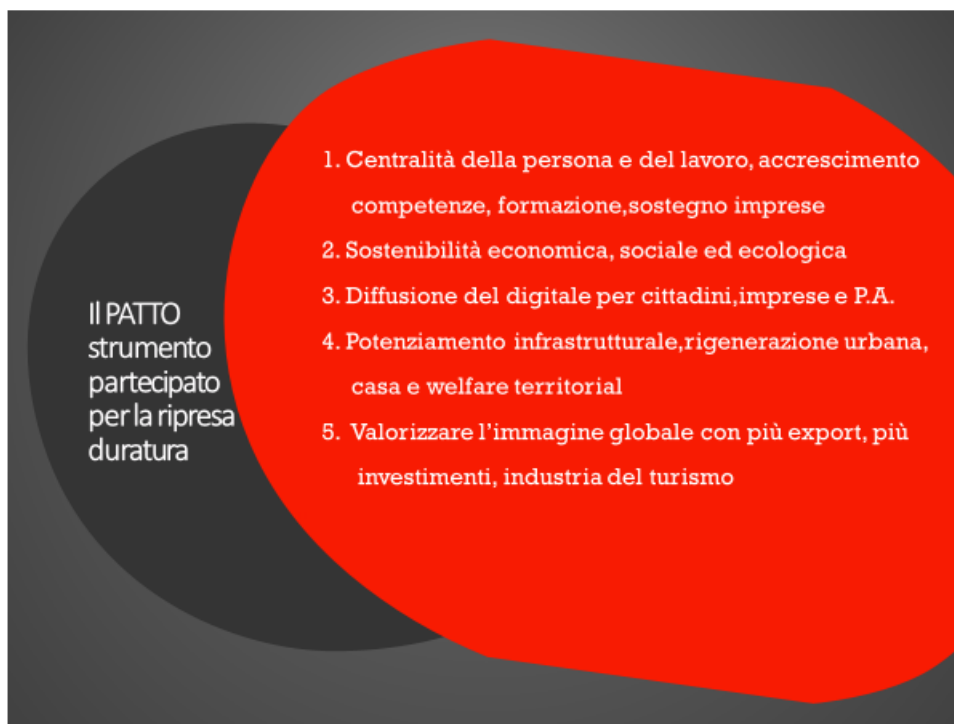 Il PATTO
strumento
partecipato
per la ripresa
duratura
1. Centralità della persona e del lavoro, accrescimento
competenze, formazione,sostegno imprese
2. Sostenibilità economica, sociale ed ecologica
3. Diffusione del digitale per cittadini,imprese e P.A.
4. Potenziamento infrastrutturale,rigenerazione urbana,
casa e welfare territorial
5. Valorizzare l’immagine globale con più export, più
investimenti, industria del turismo